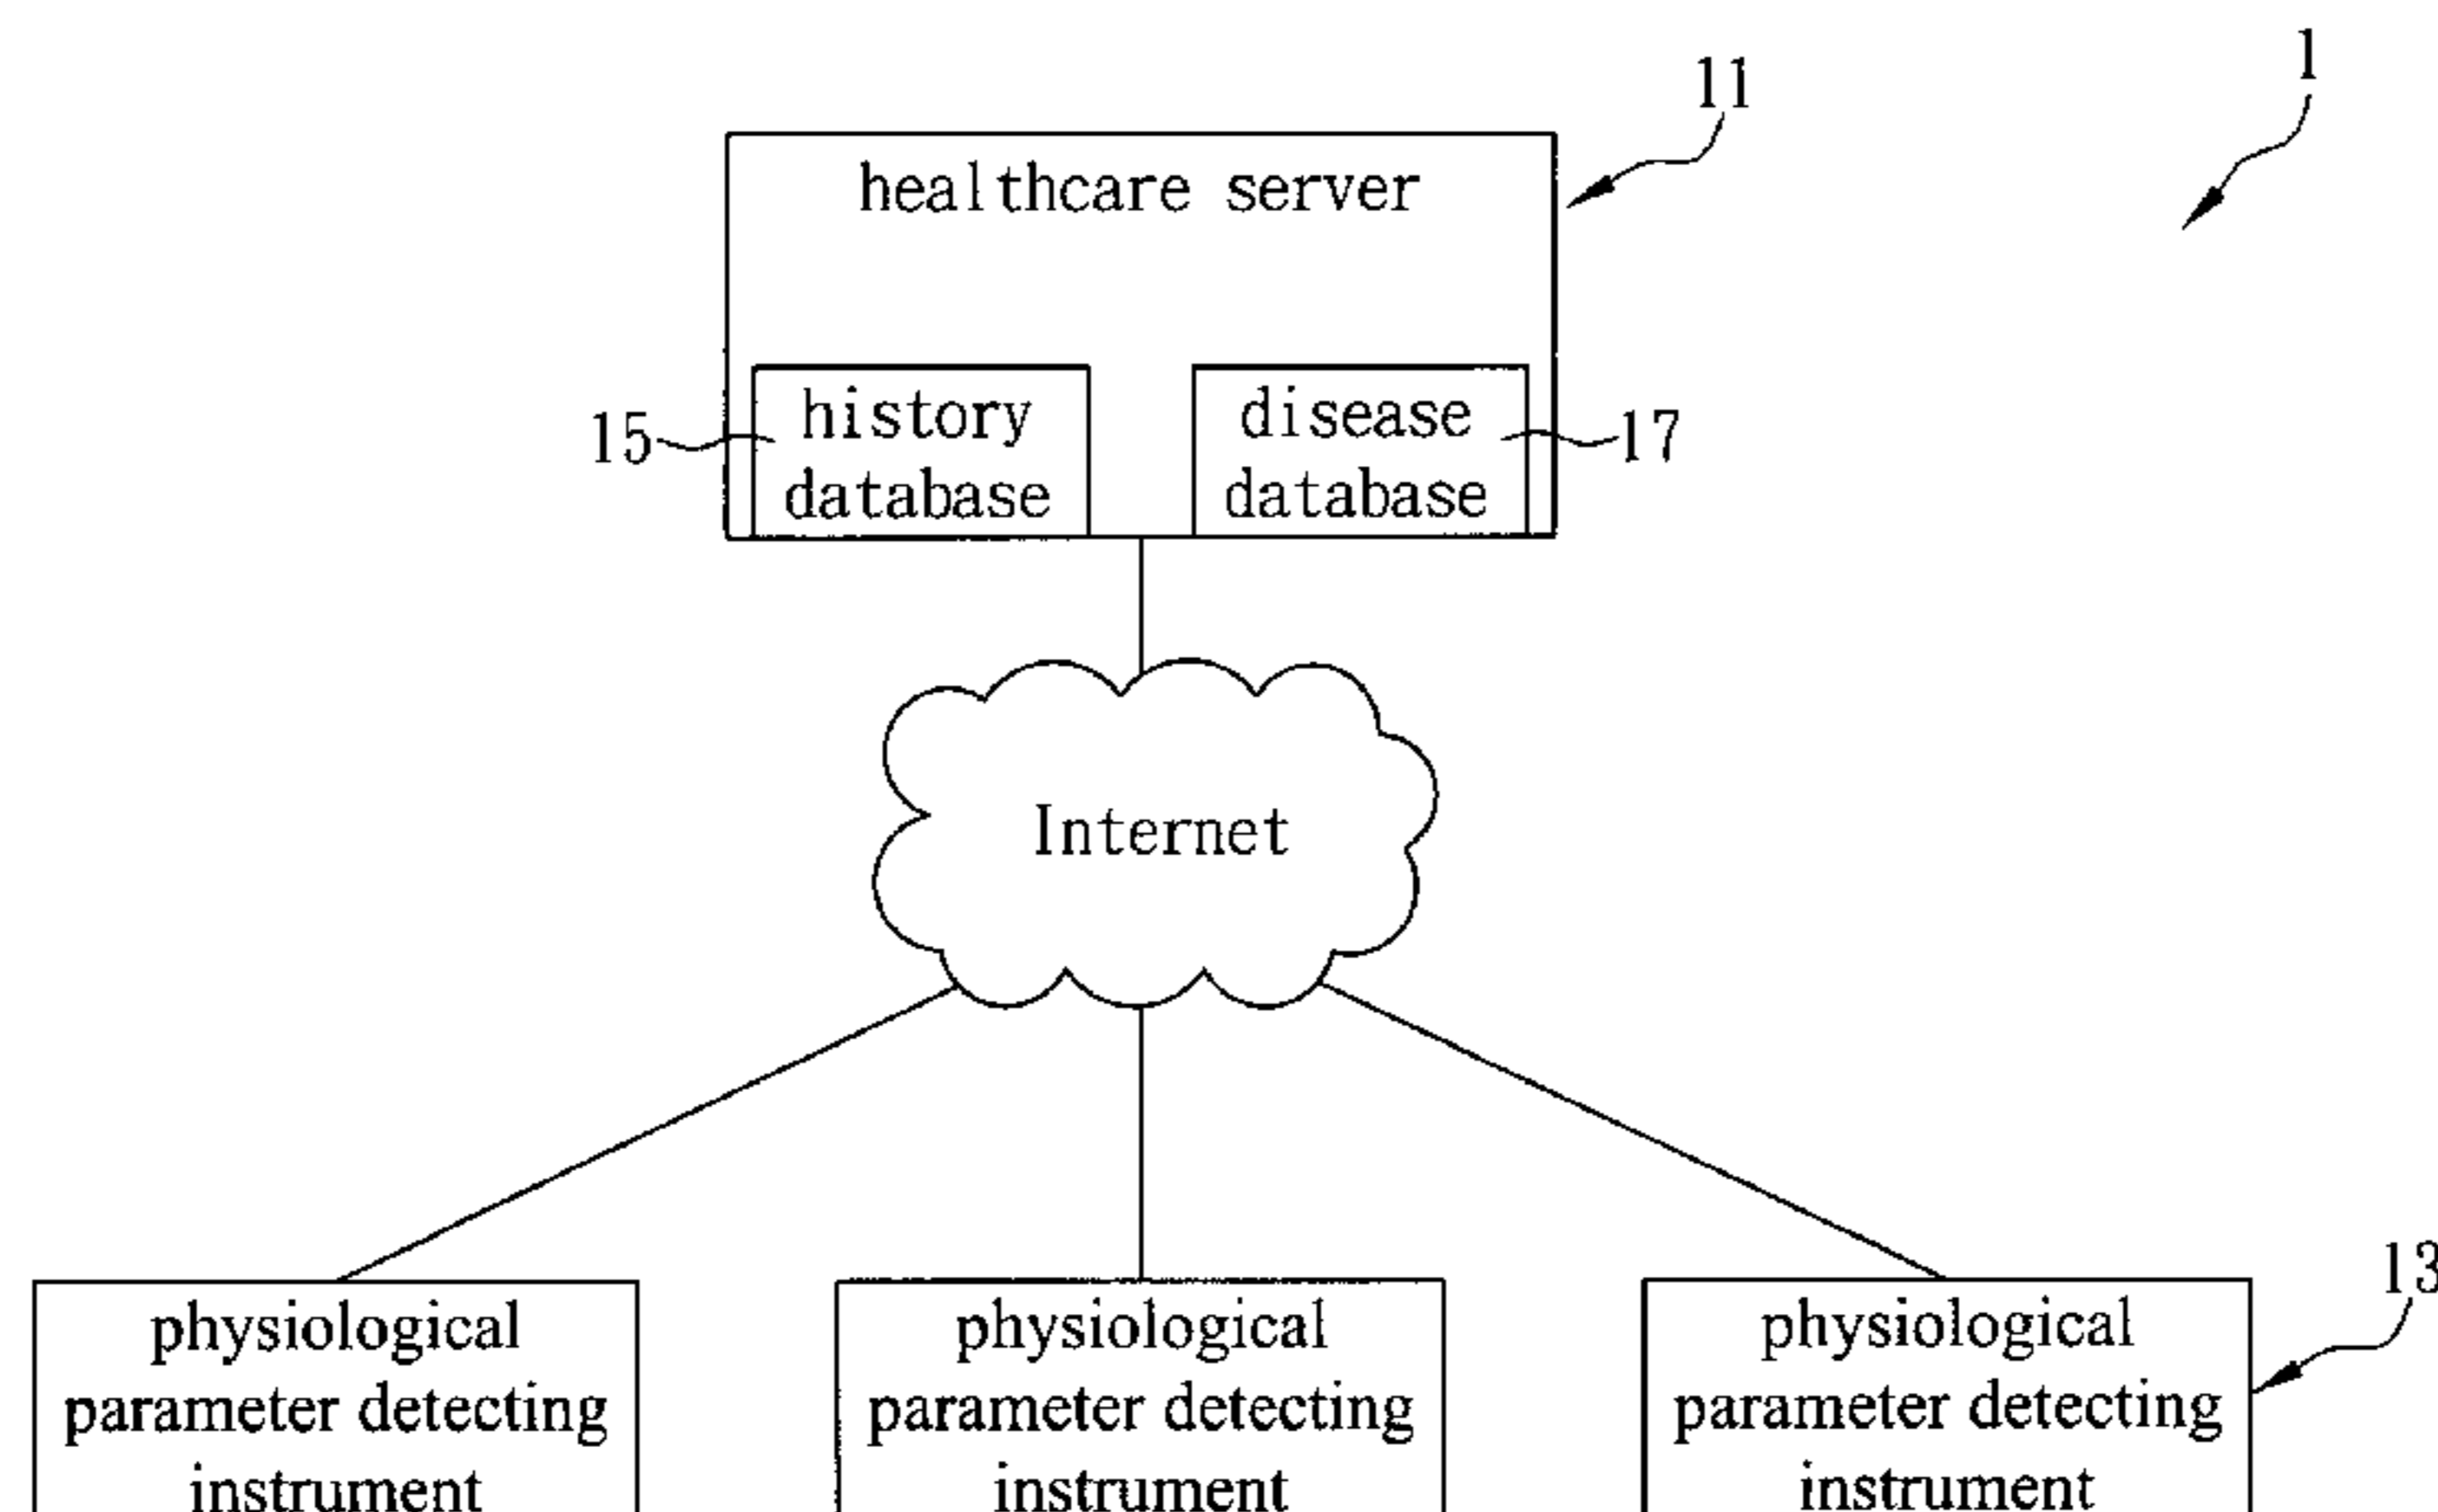 1
11
healthcare server
history
database
disease
database
15
17
Internet
13
physiological
parameter detecting
instrument
physiological
parameter detecting
instrument
physiological
parameter detecting
instrument